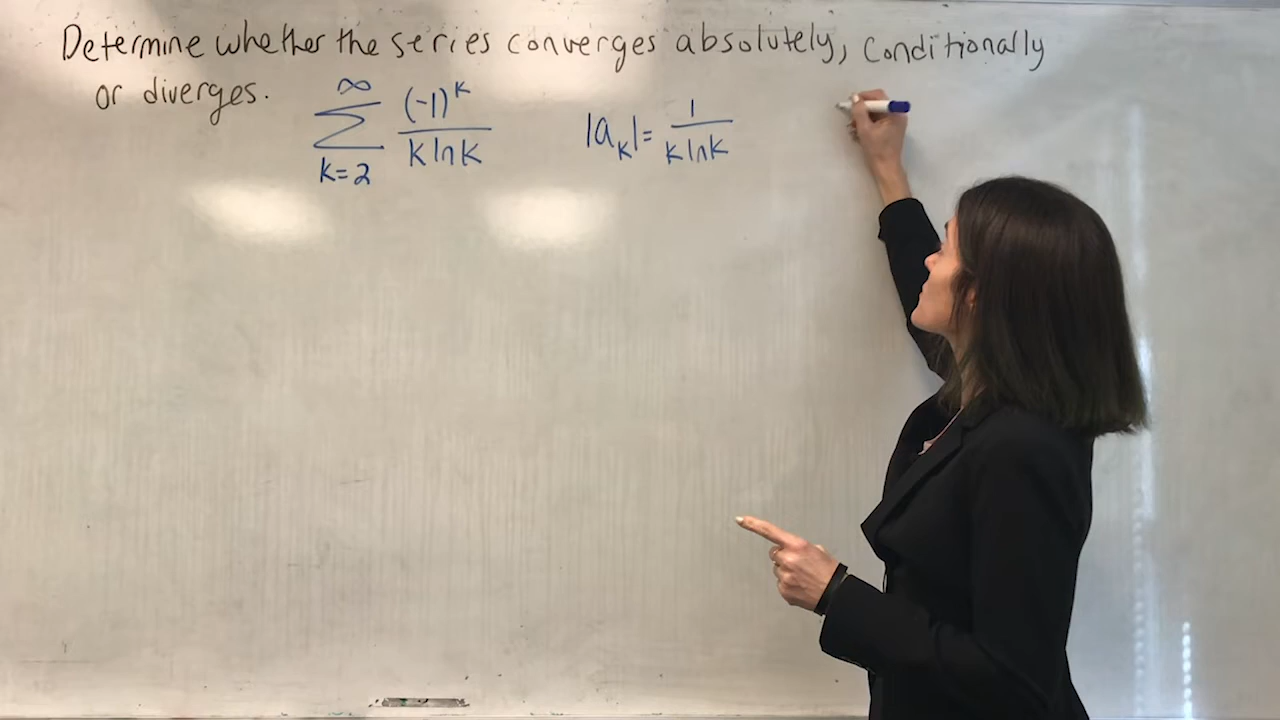 Determine whether the series converges absolutely, conditionally
or diverges.
∞
∑ (-1)^k / (k ln k)
k=2
|a_k| = 1 / (k ln k)